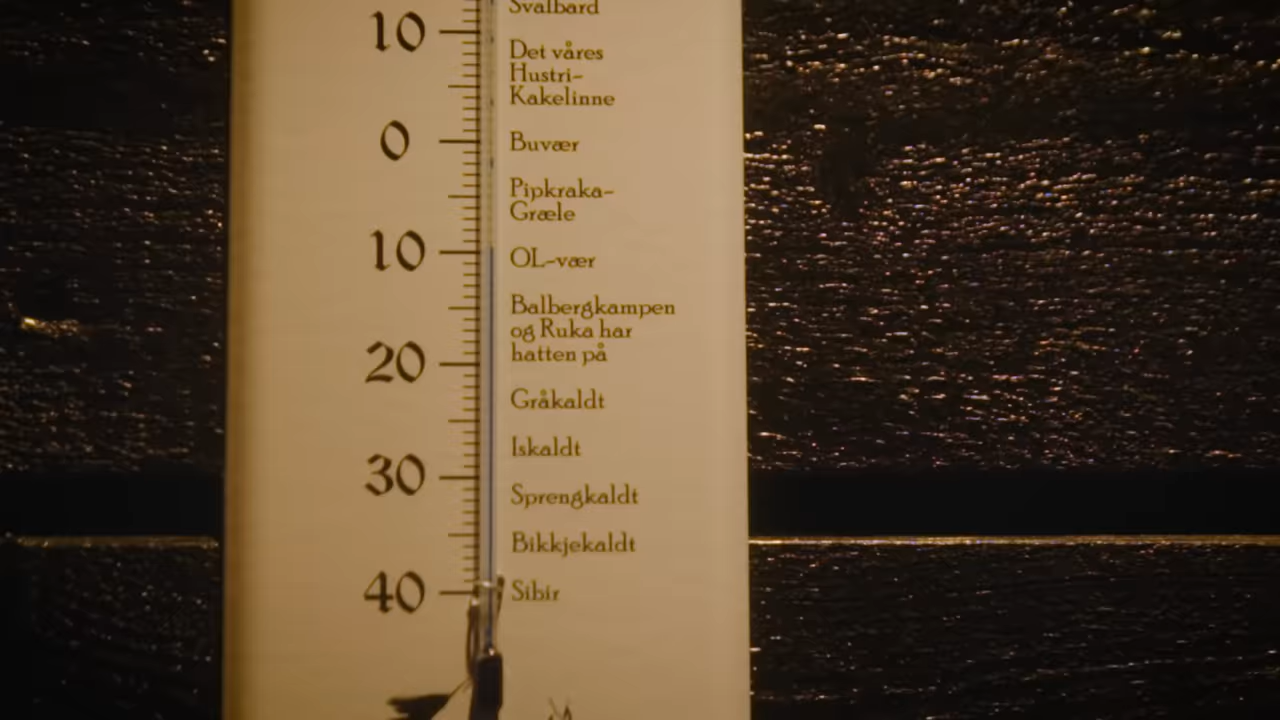 Svalbard
10
Det våres
Hustri-
Kakelinne
0
Buvær
Pipkraka-
Græle
10
OL-vær
Balbergkampen
og Ruka har
hatten på
20
Gråkaldt
Iskaldt
30
Sprengkaldt
Bikkjekaldt
40
Sibir